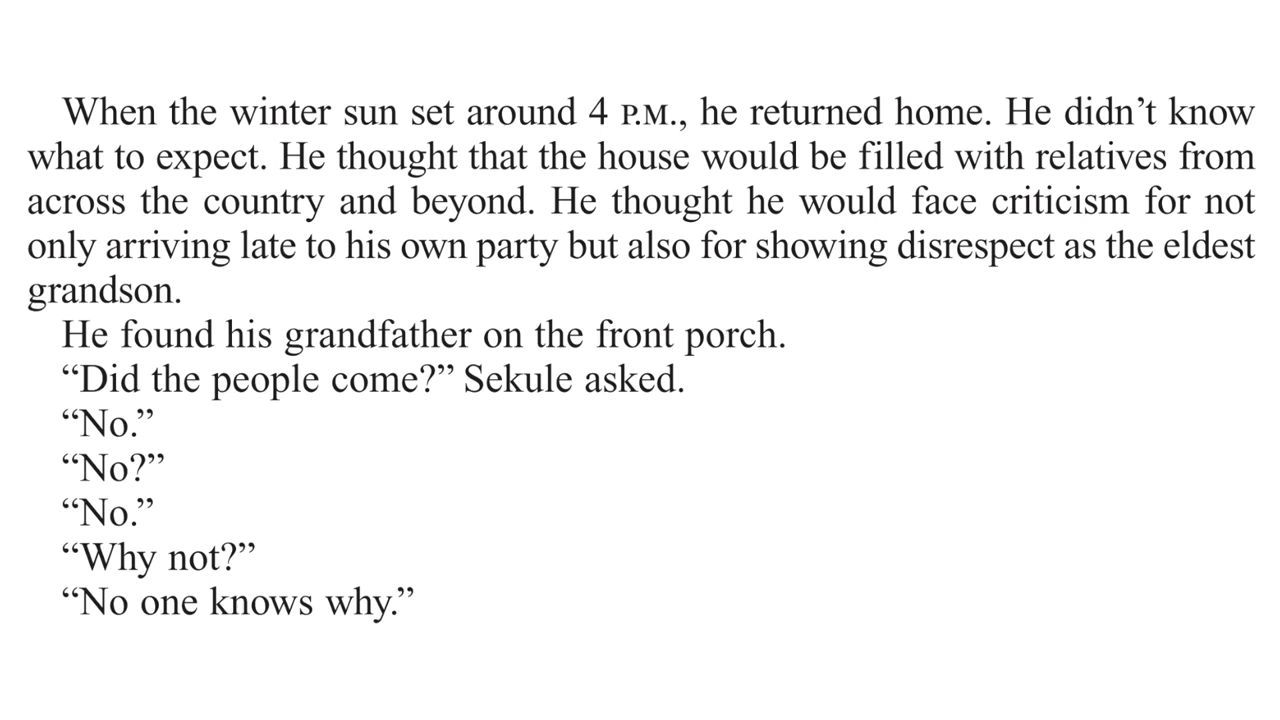 When the winter sun set around 4 P.M., he returned home. He didn’t know
what to expect. He thought that the house would be filled with relatives from
across the country and beyond. He thought he would face criticism for not
only arriving late to his own party but also for showing disrespect as the eldest
grandson.
He found his grandfather on the front porch.
“Did the people come?” Sekule asked.
“No.”
“No?”
“No.”
“Why not?”
“No one knows why.”